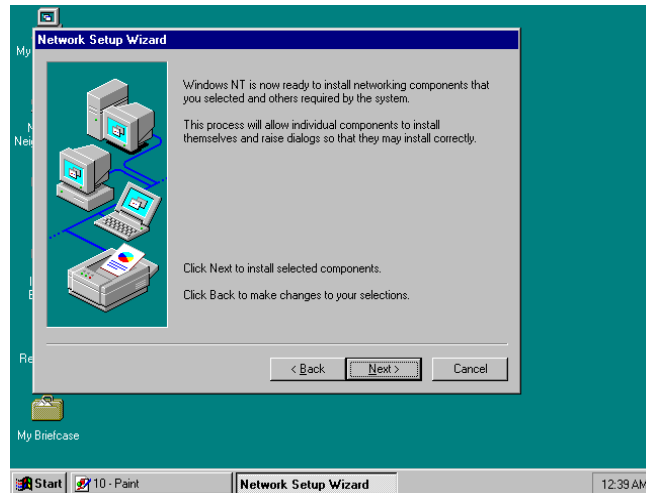 My
Network Setup Wizard
Windows NT is now ready to install networking components that
you selected and others required by the system.
This process will allow individual components to install
themselves and raise dialogs so that they may install correctly.
N
Neig
Click Next to install selected components.
Click Back to make changes to your selections.
I
E
Re
< Back
Next >
Cancel
My Briefcase
Start
10 - Paint
Network Setup Wizard
12:39 AM